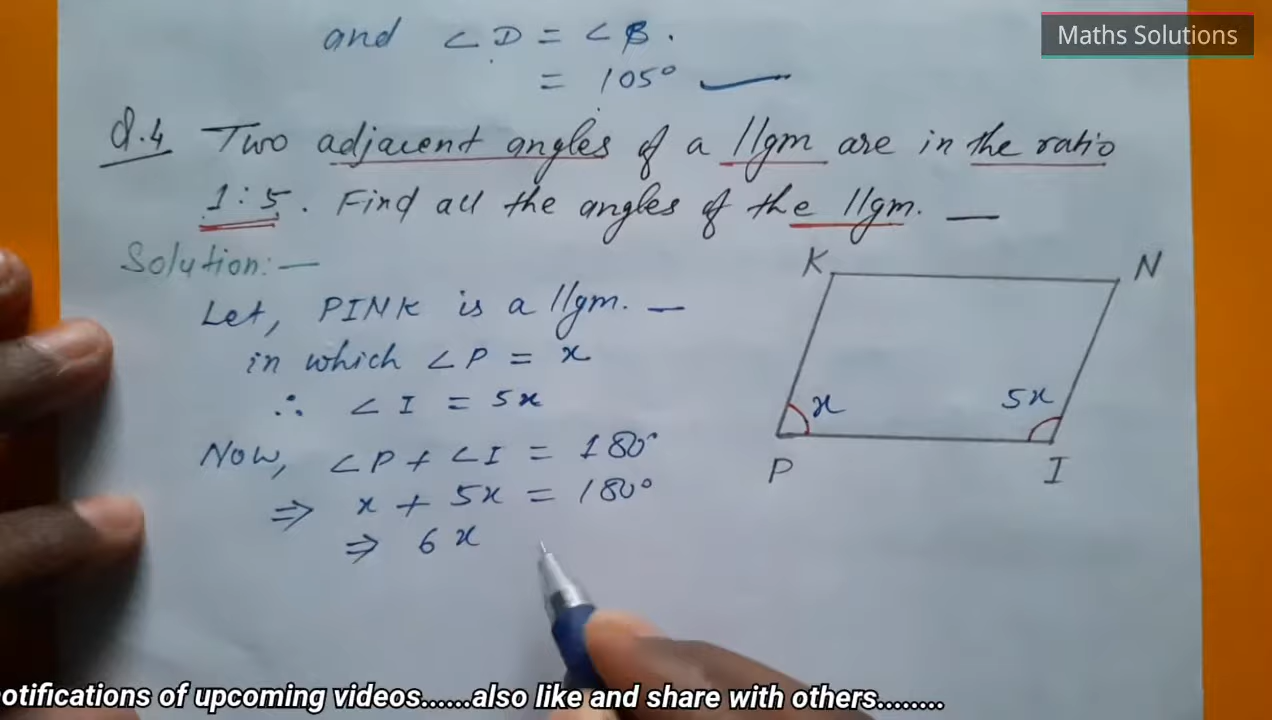 Maths Solutions
and ∠D = ∠B.
= 105°
Q.4 Two adjacent angles of a //gm are in the ratio
1:5. Find all the angles of the //gm. —
Solution:—
Let, PINK is a //gm. —
in which ∠P = x
∴ ∠I = 5x
Now, ∠P + ∠I = 180°
⇒ x + 5x = 180°
⇒ 6x
K N
x 5x
P I
otifications of upcoming videos......also like and share with others........